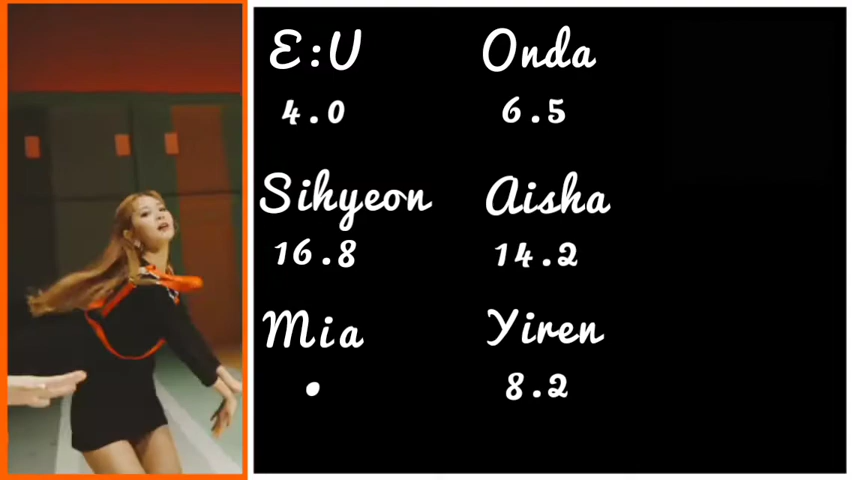 E:U Onda
4.0 6.5
Sihyeon Aisha
16.8 14.2
Mia Yiren
. 8.2